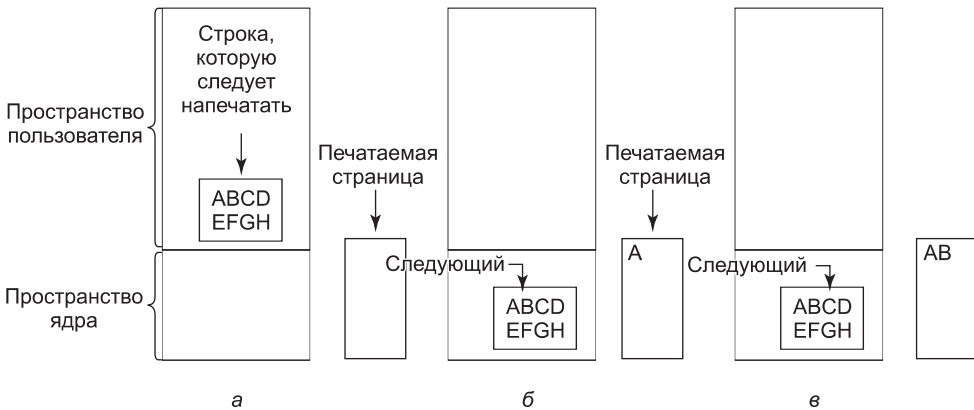 Строка,
которую
следует
напечатать
Пространство
пользователя
ABCD
EFGH
Пространство
ядра
Печатаемая
страница
Следующий
ABCD
EFGH
Печатаемая
страница
A
Следующий
ABCD
EFGH
AB
а
б
в